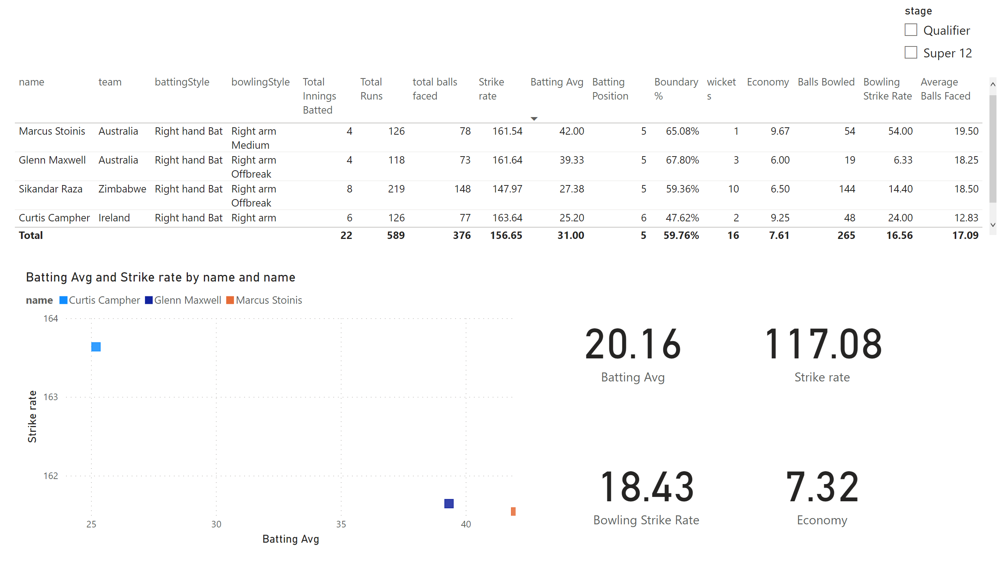 stage
Qualifier
Super 12
name team battingStyle bowlingStyle Total Innings Batted Total Runs total balls faced Strike rate Batting Avg Batting Position Boundary % wickets Economy Balls Bowled Bowling Strike Rate Average Balls Faced
Marcus Stoinis Australia Right hand Bat Right arm Medium 4 126 78 161.54 42.00 5 65.08% 1 9.67 54 54.00 19.50
Glenn Maxwell Australia Right hand Bat Right arm Offbreak 4 118 73 161.64 39.33 5 67.80% 3 6.00 19 6.33 18.25
Sikandar Raza Zimbabwe Right hand Bat Right arm Offbreak 8 219 148 147.97 27.38 5 59.36% 10 6.50 144 14.40 18.50
Curtis Campher Ireland Right hand Bat Right arm 6 126 77 163.64 25.20 6 47.62% 2 9.25 48 24.00 12.83
Total 22 589 376 156.65 31.00 5 59.76% 16 7.61 265 16.56 17.09
Batting Avg and Strike rate by name and name
name Curtis Campher Glenn Maxwell Marcus Stoinis
164
163
162
Strike rate
25 30 35 40
Batting Avg
20.16
Batting Avg
117.08
Strike rate
18.43
Bowling Strike Rate
7.32
Economy